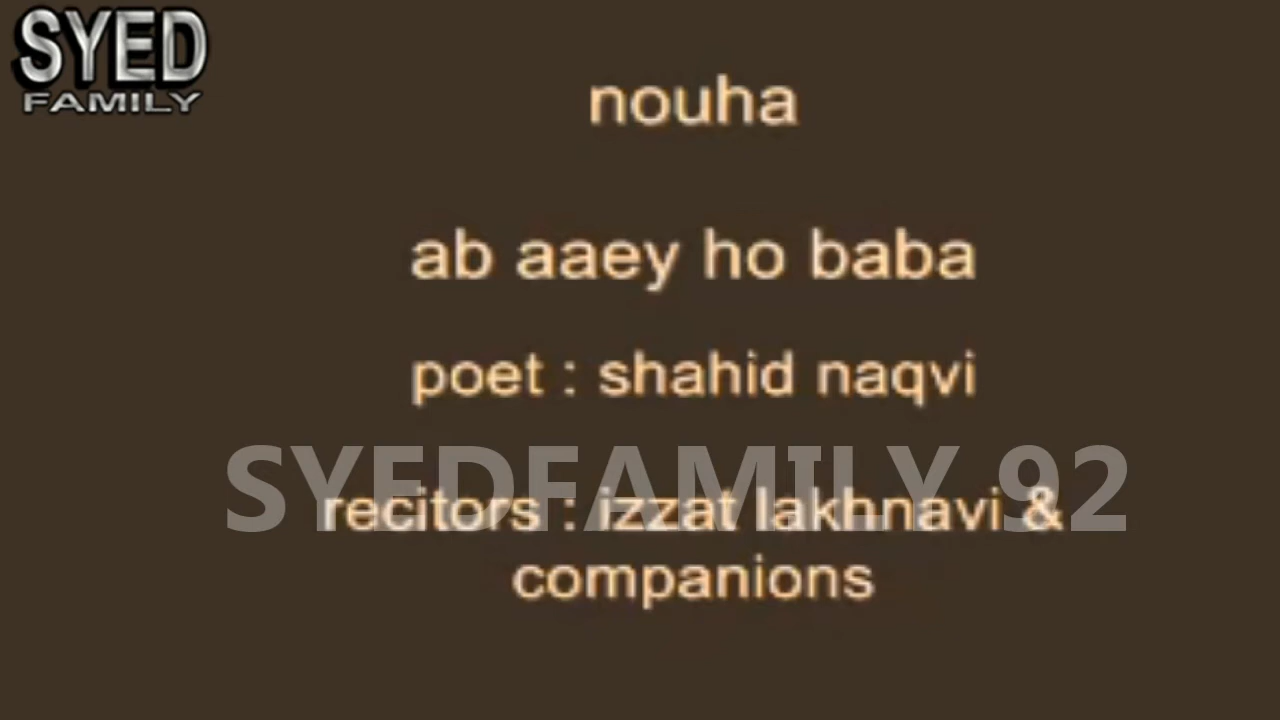 SYED
FAMILY
nouha
ab aaey ho baba
poet : shahid naqvi
SYEDFAMILY 92
recitors : izzat lakhnavi &
companions